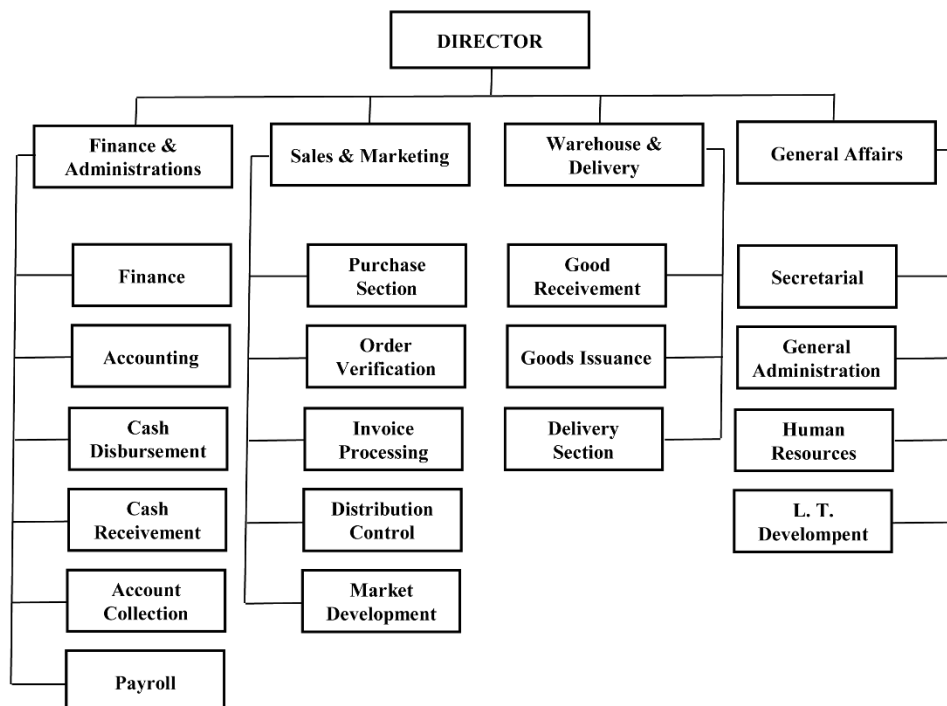 DIRECTOR
Finance &
Administrations
Sales & Marketing
Warehouse &
Delivery
General Affairs
Finance
Accounting
Cash
Disbursement
Cash
Receivement
Account
Collection
Payroll
Purchase
Section
Order
Verification
Invoice
Processing
Distribution
Control
Market
Development
Good
Receivement
Goods Issuance
Delivery
Section
Secretarial
General
Administration
Human
Resources
L. T.
Develompent